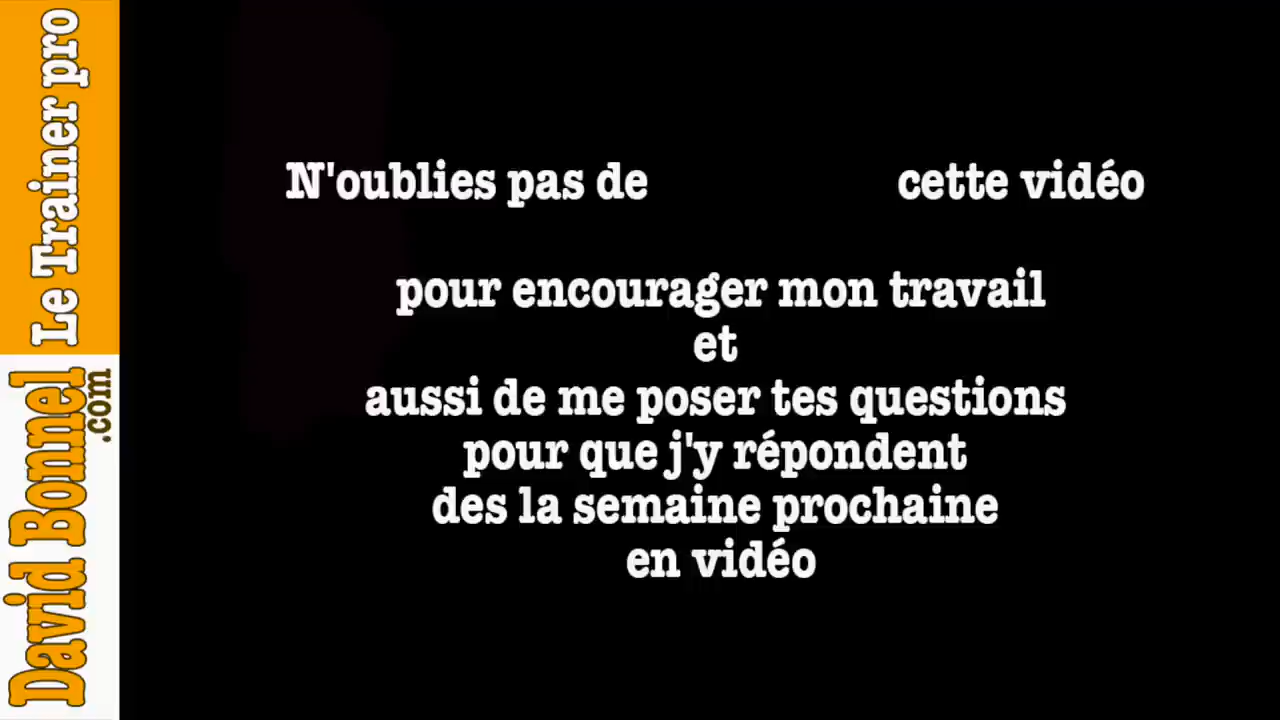 Le Trainer pro
David Bonnel
.com
N'oublies pas de cette vidéo
pour encourager mon travail
et
aussi de me poser tes questions
pour que j'y répondent
des la semaine prochaine
en vidéo